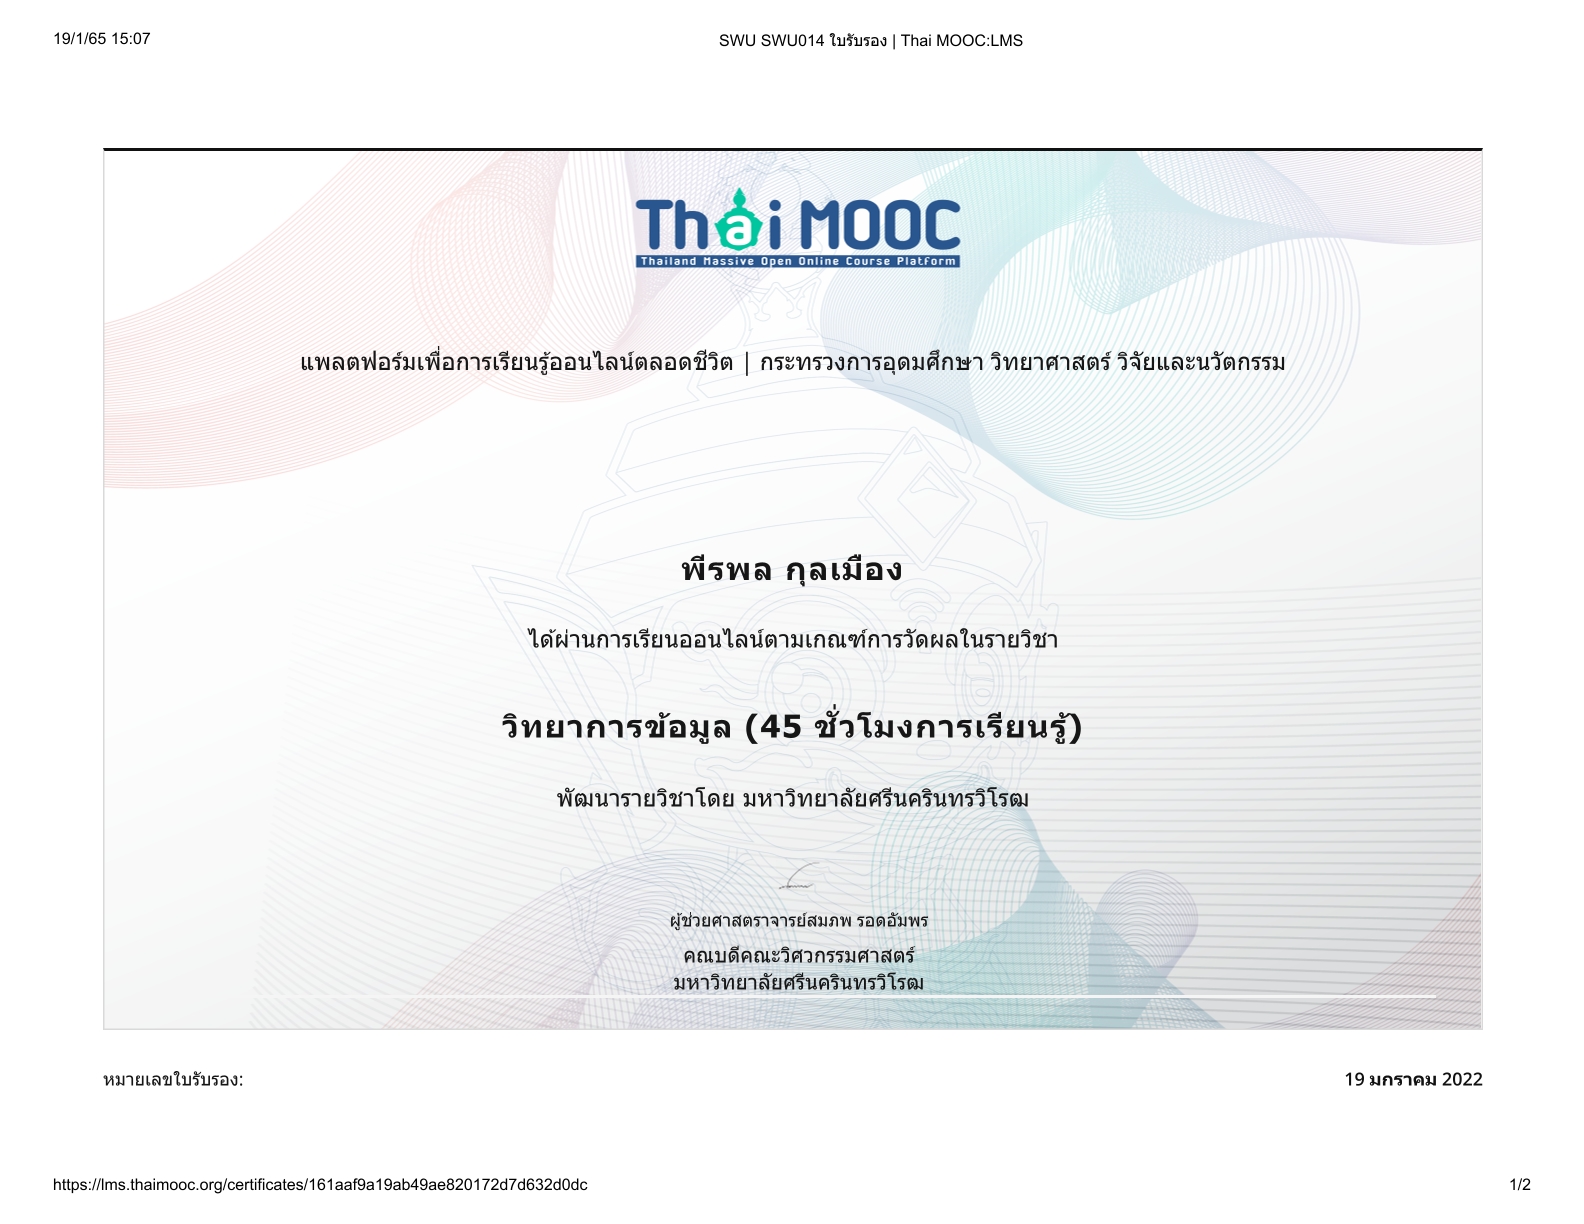 19/1/65 15:07
SWU SWU014 ใบรับรอง | Thai MOOC:LMS
Thai MOOC
Thailand Massive Open Online Course Platform
แพลตฟอร์มเพื่อการเรียนรู้ออนไลน์ตลอดชีวิต | กระทรวงการอุดมศึกษา วิทยาศาสตร์ วิจัยและนวัตกรรม
พีรพล กุลเมือง
ได้ผ่านการเรียนออนไลน์ตามเกณฑ์การวัดผลในรายวิชา
วิทยาการข้อมูล (45 ชั่วโมงการเรียนรู้)
พัฒนารายวิชาโดย มหาวิทยาลัยศรีนครินทรวิโรฒ
ผู้ช่วยศาสตราจารย์สมภพ รอดอัมพร
คณบดีคณะวิศวกรรมศาสตร์
มหาวิทยาลัยศรีนครินทรวิโรฒ
หมายเลขใบรับรอง:
19 มกราคม 2022
https://lms.thaimooc.org/certificates/161aaf9a19ab49ae820172d7d632d0dc
1/2